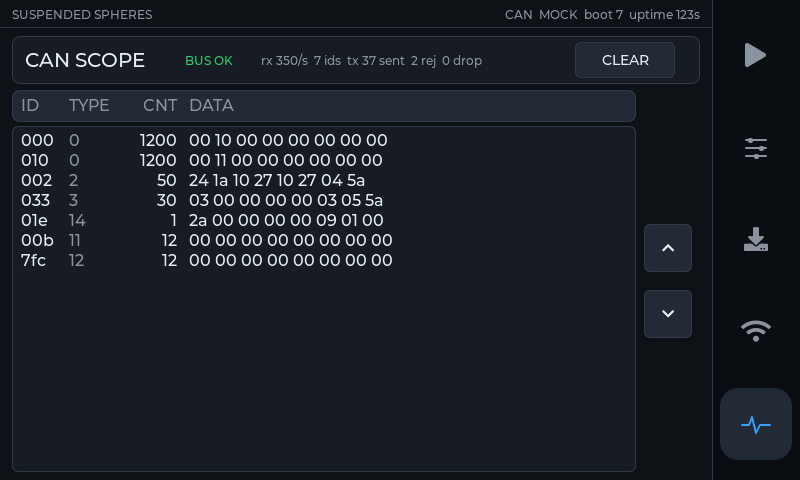 SUSPENDED SPHERES
CAN MOCK boot 7 uptime 123s
CAN SCOPE
BUS OK
rx 350/s 7 ids tx 37 sent 2 rej 0 drop
CLEAR
ID TYPE CNT DATA
000 0 1200 00 10 00 00 00 00 00 00
010 0 1200 00 11 00 00 00 00 00 00
002 2 50 24 1a 10 27 10 27 04 5a
033 3 30 03 00 00 00 00 03 05 5a
01e 14 1 2a 00 00 00 00 09 01 00
00b 11 12 00 00 00 00 00 00 00 00
7fc 12 12 00 00 00 00 00 00 00 00